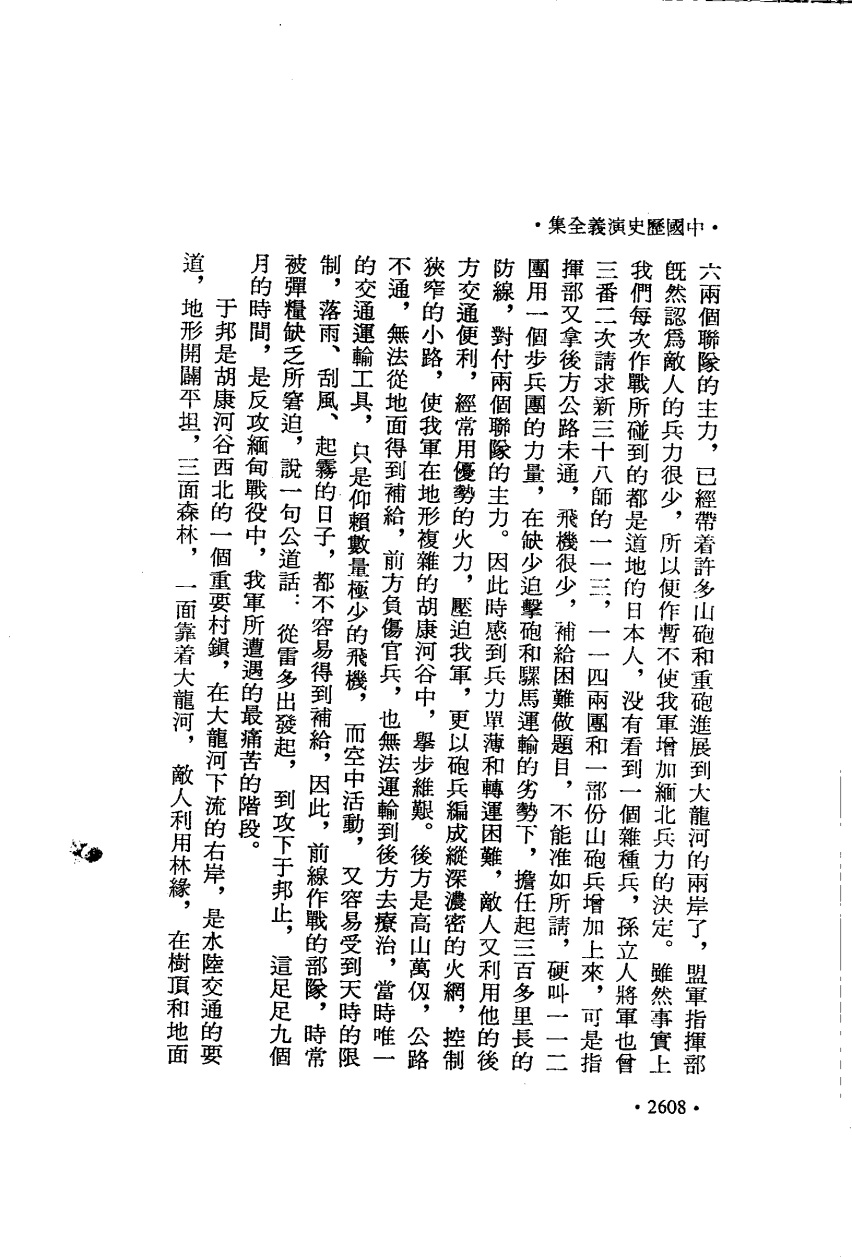 •中國歷史演義全集•
六兩個聯隊的主力，已經帶着許多山砲和重砲進展到大龍河的兩岸了，盟軍指揮部
旣然認爲敵人的兵力很少，所以便作暫不使我軍增加緬北兵力的決定。雖然事實上
我們每次作戰所碰到的都是道地的日本人，没有看到一個雜種兵，孫立人將軍也曾
三番二次請求新三十八師的一一三，一一四兩團和一部份山砲兵增加上來，可是指
揮部又拿後方公路未通，飛機很少，補給困難做題目，不能准如所請，硬叫一一二
團用一個步兵團的力量，在缺少迫擊砲和騾馬運輸的劣勢下，擔任起三百多里長的
防線，對付兩個聯隊的主力。因此時感到兵力單薄和轉運困難，敵人又利用他的後
方交通便利，經常用優勢的火力，壓迫我軍，更以砲兵編成縱深濃密的火網，控制
狹窄的小路，使我軍在地形複雜的胡康河谷中，擧步維艱。後方是高山萬仭，公路
不通，無法從地面得到補給，前方負傷官兵，也無法運輸到後方去療治，當時唯一
的交通運輸工具，只是仰賴數量極少的飛機，而空中活動，又容易受到天時的限
制，落雨、刮風、起霧的日子，都不容易得到補給，因此，前線作戰的部隊，時常
被彈糧缺乏所窘迫，說一句公道話：從雷多出發起，到攻下于邦止，這足足九個
月的時間，是反攻緬甸戰役中，我軍所遭遇的最痛苦的階段。
于邦是胡康河谷西北的一個重要村鎭，在大龍河下流的右岸，是水陸交通的要
道，地形開闊平坦，三面森林，一面靠着大龍河，敵人利用林緣，在樹頂和地面
•2608•